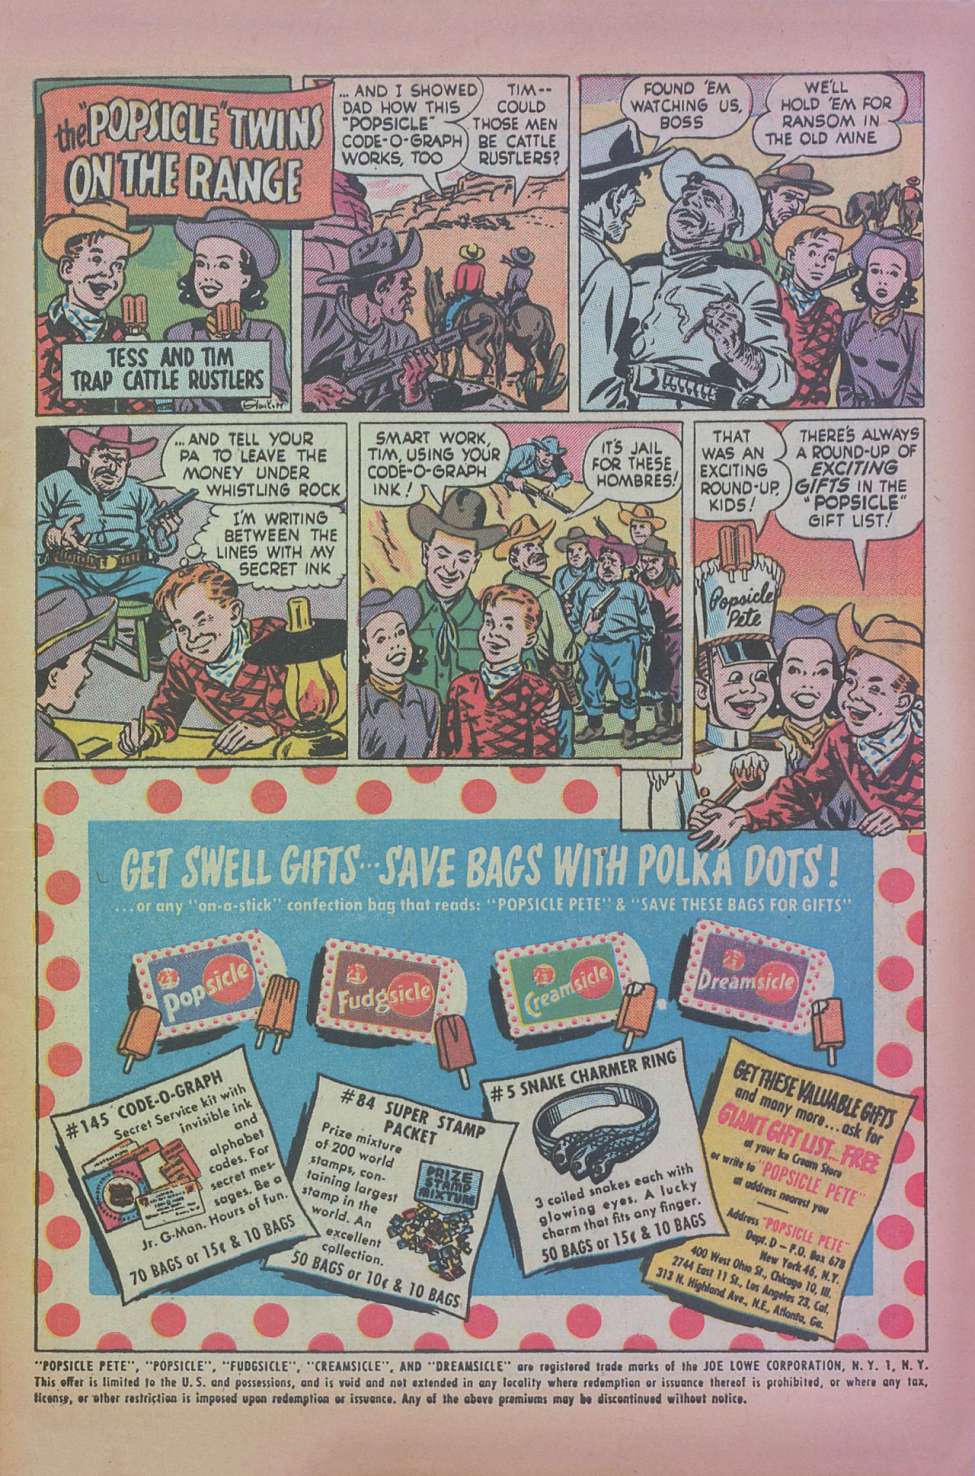 the "POPSICLE" TWINS
ON THE RANGE
TESS AND TIM
TRAP CATTLE RUSTLERS
...AND I SHOWED
DAD HOW THIS
"POPSICLE"
CODE-O-GRAPH
WORKS, TOO
TIM--
COULD
THOSE MEN
BE CATTLE
RUSTLERS?
FOUND 'EM
WATCHING US,
BOSS
WE'LL
HOLD 'EM FOR
RANSOM IN
THE OLD MINE
...AND TELL YOUR
PA TO LEAVE THE
MONEY UNDER
WHISTLING ROCK
I'M WRITING
BETWEEN THE
LINES WITH MY
SECRET INK
SMART WORK,
TIM, USING YOUR
CODE-O-GRAPH
INK!
IT'S JAIL
FOR THESE
HOMBRES!
THAT
WAS AN
EXCITING
ROUND-UP,
KIDS!
THERE'S ALWAYS
A ROUND-UP OF
EXCITING
GIFTS IN THE
"POPSICLE"
GIFT LIST!
Popsicle
Pete
GET SWELL GIFTS...SAVE BAGS WITH POLKA DOTS!
...or any "on-a-stick" confection bag that reads: "POPSICLE PETE" & "SAVE THESE BAGS FOR GIFTS"
Popsicle
Fudgsicle
Creamsicle
Dreamsicle
#145 CODE-O-GRAPH
Secret Service kit with
invisible ink
and
alphabet
codes. For
secret mes-
sages. Be a
Jr. G-Man. Hours of fun.
70 BAGS or 15¢ & 10 BAGS
#84 SUPER STAMP
PACKET
Prize mixture
of 200 world
stamps, con-
taining largest
stamp in the
world. An
excellent
collection.
50 BAGS or 10¢ & 10 BAGS
PRIZE
STAMP
MIXTURE
#5 SNAKE CHARMER RING
3 coiled snakes each with
glowing eyes. A lucky
charm that fits any finger.
50 BAGS or 15¢ & 10 BAGS
GET THESE VALUABLE GIFTS
and many more...ask for
GIANT GIFT LIST...FREE
at your Ice Cream Store
or write to "POPSICLE PETE"
at address nearest you
Address "POPSICLE PETE"
Dept. D – P.O. Box 678
New York 46, N.Y.
400 West Ohio St., Chicago 10, Ill.
2744 East 11 St., Los Angeles 23, Cal.
313 N. Highland Ave., N.E., Atlanta, Ga.
"POPSICLE PETE", "POPSICLE", "FUDGSICLE", "CREAMSICLE", AND "DREAMSICLE" are registered trade marks of the JOE LOWE CORPORATION, N. Y. 1, N. Y.
This offer is limited to the U. S. and possessions, and is void and not extended in any locality where redemption or issuance thereof is prohibited, or where any tax,
license, or other restriction is imposed upon redemption or issuance. Any of the above premiums may be discontinued without notice.